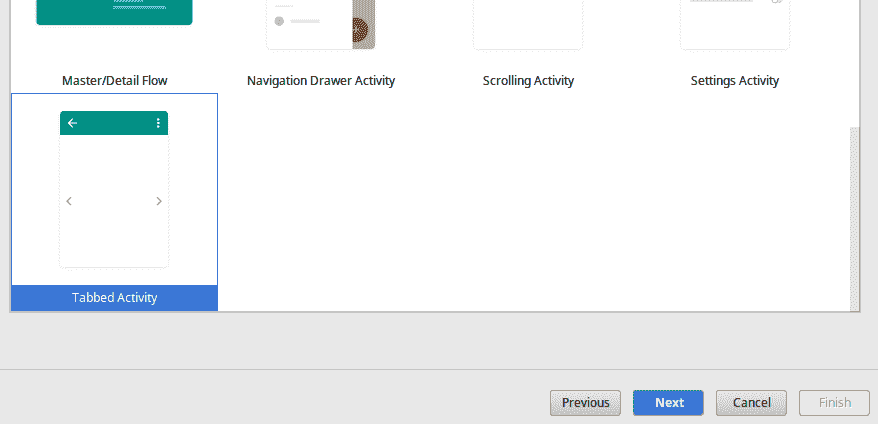 Master/Detail Flow
Navigation Drawer Activity
Scrolling Activity
Settings Activity
Tabbed Activity
Previous
Next
Cancel
Finish